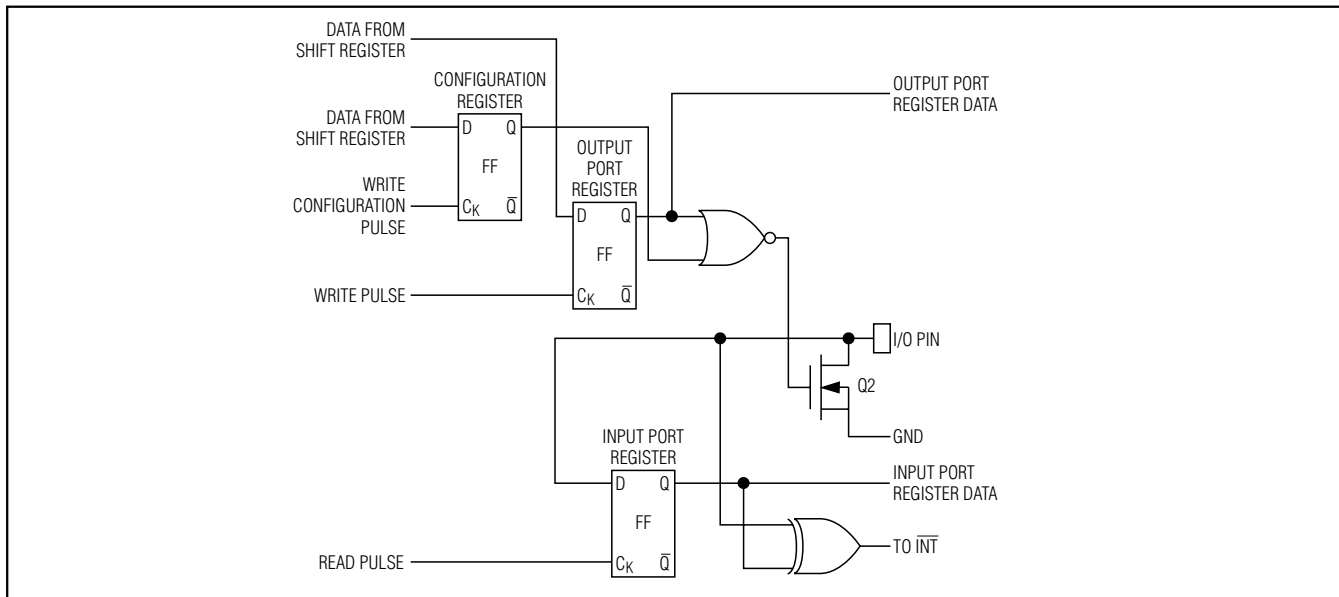 DATA FROM
SHIFT REGISTER
CONFIGURATION
REGISTER
OUTPUT PORT
REGISTER DATA
DATA FROM
SHIFT REGISTER
D
Q
FF
OUTPUT
PORT
REGISTER
WRITE
CONFIGURATION
PULSE
CK
Q̅
D
Q
FF
WRITE PULSE
CK
Q̅
I/O PIN
Q2
GND
INPUT PORT
REGISTER
INPUT PORT
REGISTER DATA
D
Q
FF
TO I̅N̅T̅
READ PULSE
CK
Q̅